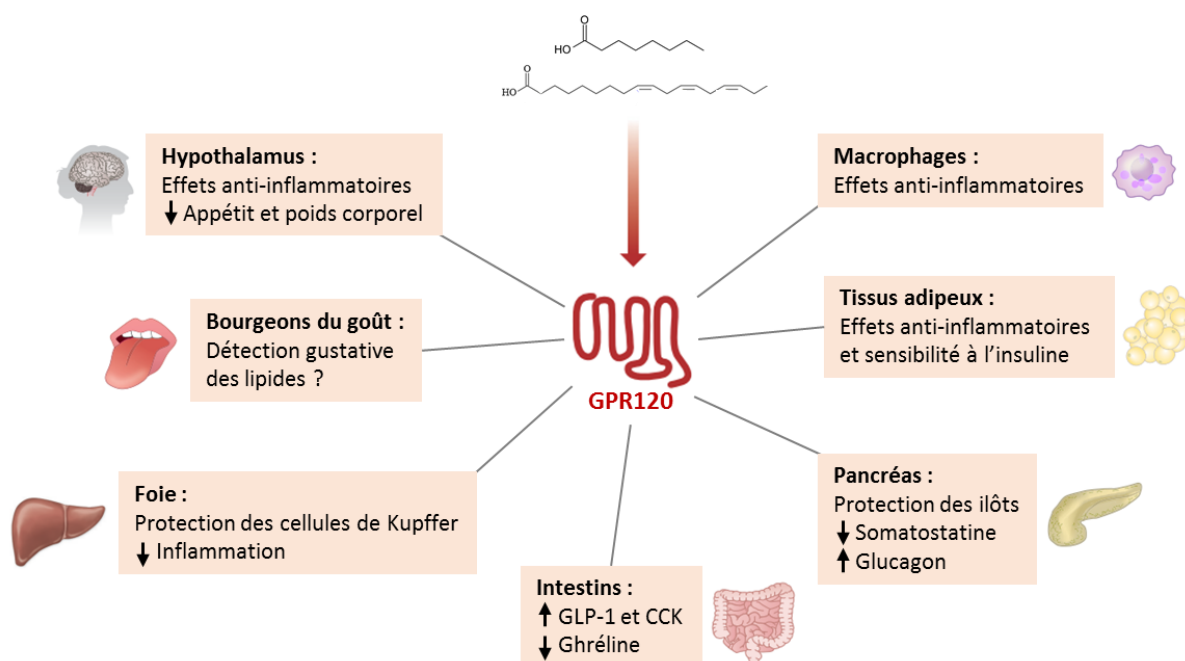 O
HO
O
HO
Hypothalamus :
Effets anti-inflammatoires
↓ Appétit et poids corporel
Macrophages :
Effets anti-inflammatoires
Bourgeons du goût :
Détection gustative
des lipides ?
Tissus adipeux :
Effets anti-inflammatoires
et sensibilité à l’insuline
GPR120
Foie :
Protection des cellules de Kupffer
↓ Inflammation
Pancréas :
Protection des ilôts
↓ Somatostatine
↑ Glucagon
Intestins :
↑ GLP-1 et CCK
↓ Ghréline